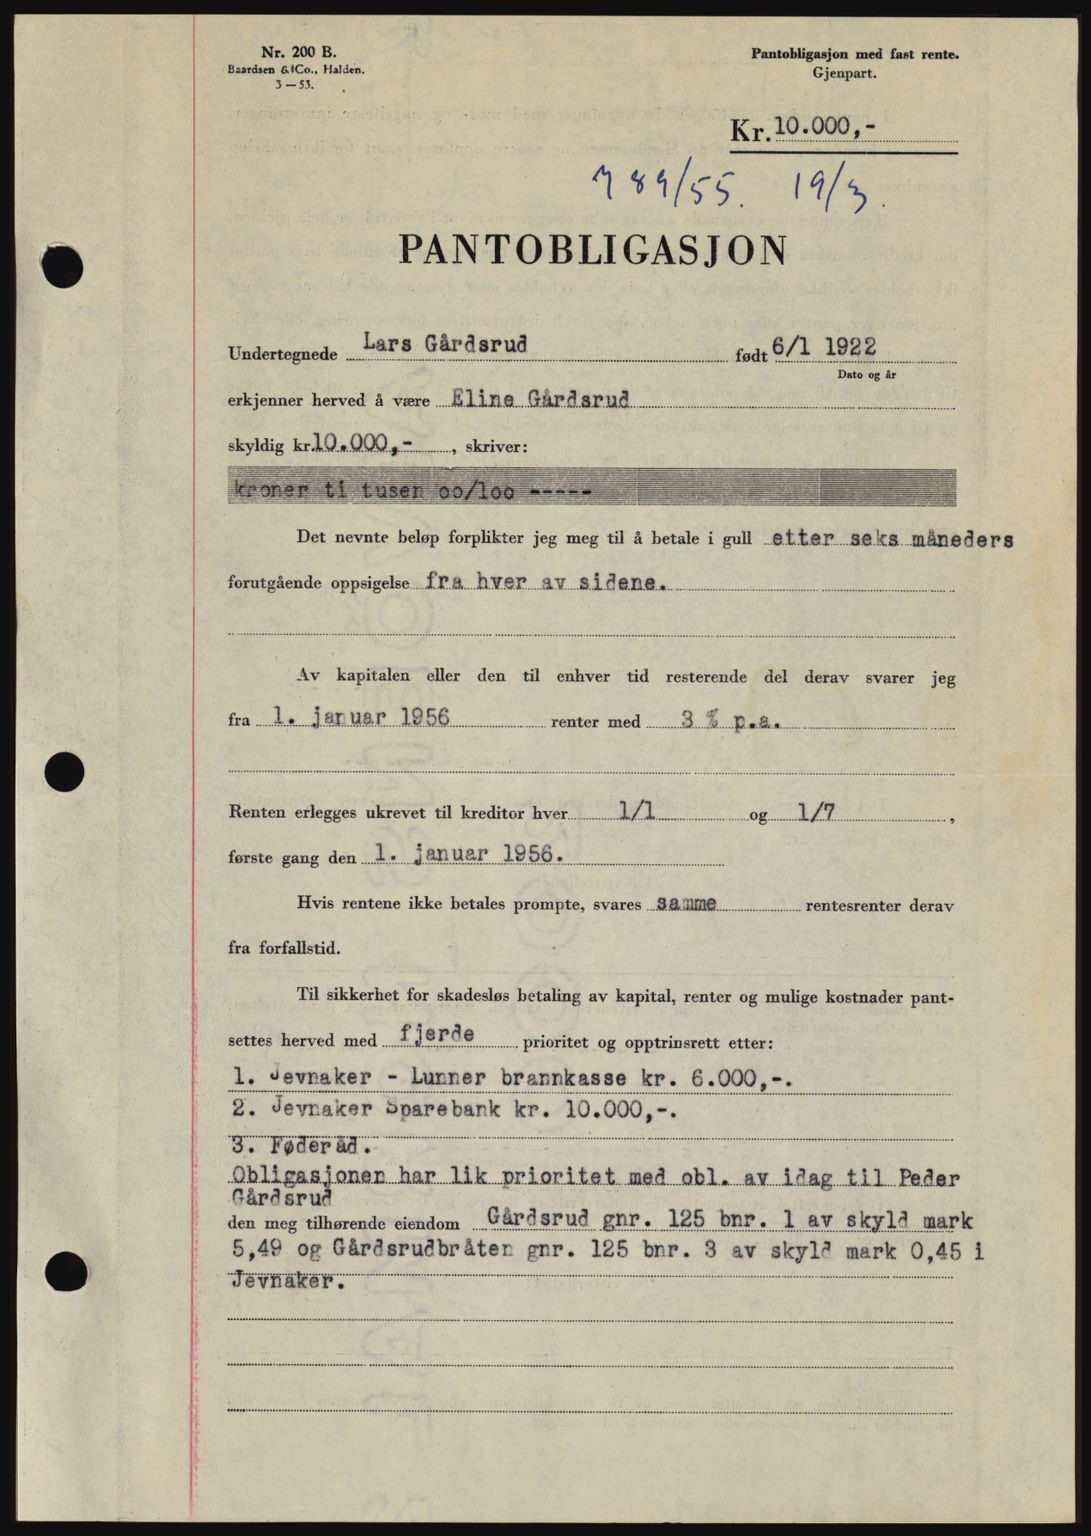 Nr. 200 B.
Baardsen & Co., Halden.
3 — 53.
Pantobligasjon med fast rente.
Gjenpart.
Kr. 10.000,-
789/55. 19/3.
PANTOBLIGASJON
Undertegnede Lars Gårdsrud født 6/1 1922
Dato og år
erkjenner herved å være Eline Gårdsrud
skyldig kr. 10.000,- , skriver:
kroner ti tusen oo/loo -----
Det nevnte beløp forplikter jeg meg til å betale i gull etter seks måneders
forutgående oppsigelse fra hver av sidene.
Av kapitalen eller den til enhver tid resterende del derav svarer jeg
fra 1. januar 1956 renter med 3 % p.a.
Renten erlegges ukrevet til kreditor hver 1/1 og 1/7 ,
første gang den 1. januar 1956.
Hvis rentene ikke betales prompte, svares samme rentesrenter derav
fra forfallstid.
Til sikkerhet for skadesløs betaling av kapital, renter og mulige kostnader pant-
settes herved med fjerde prioritet og opptrinsrett etter:
1. Jevnaker - Lunner brannkasse kr. 6.000,-.
2. Jevnaker Sparebank kr. 10.000,-.
3. Føderåd.
Obligasjonen har lik prioritet med obl. av idag til Peder
Gårdsrud
den meg tilhørende eiendom Gårdsrud gnr. 125 bnr. 1 av skyld mark
5,49 og Gårdsrudbråten gnr. 125 bnr. 3 av skyld mark 0,45 i
Jevnaker.